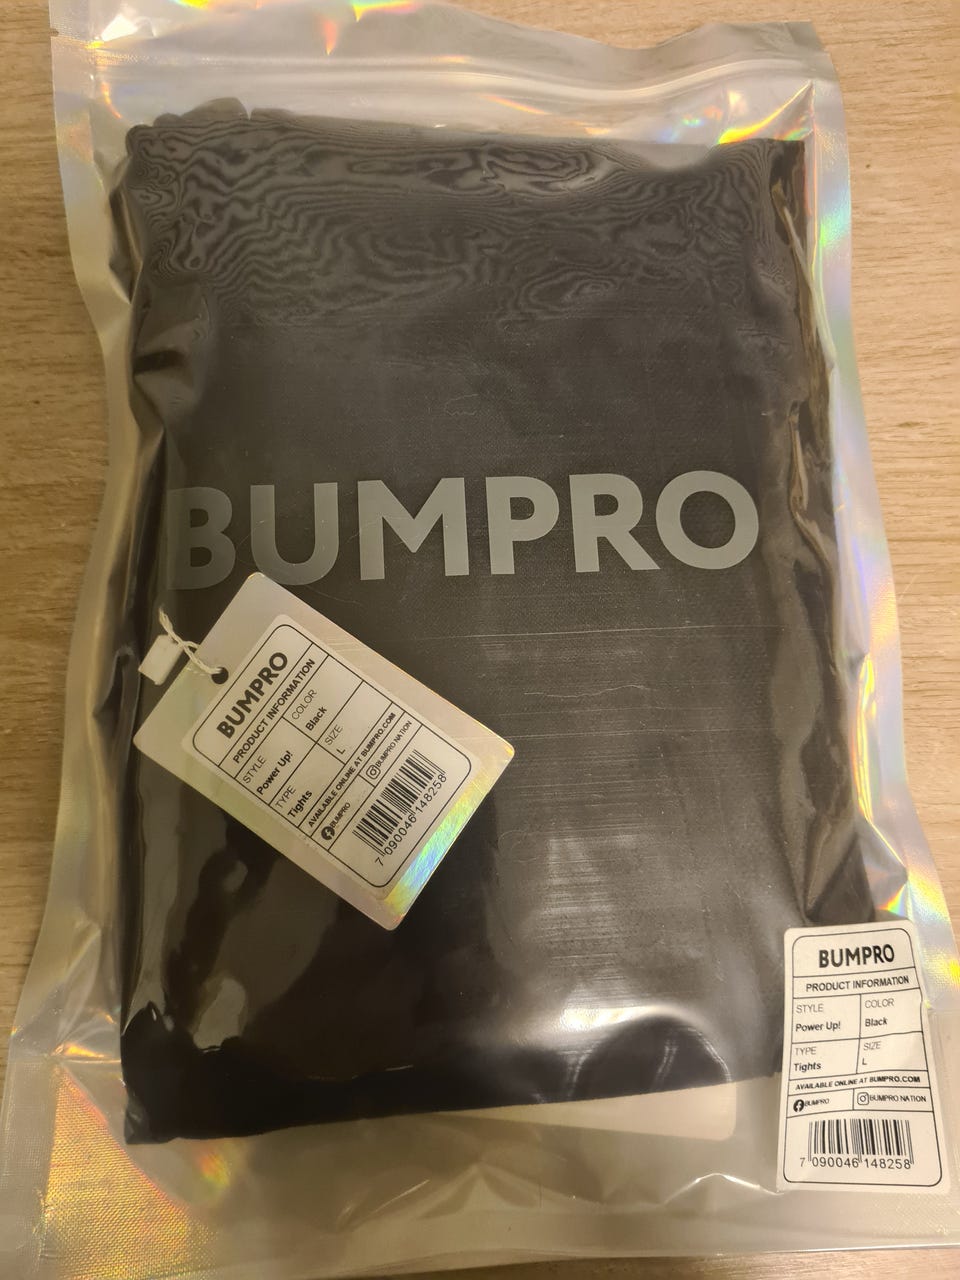 BUMPRO
BUMPRO
PRODUCT INFORMATION
STYLE COLOR
Power Up! Black
TYPE SIZE
Tights L
AVAILABLE ONLINE AT BUMPRO.COM
BUMPRO BUMPRO NATION
7 090046 148258
BUMPRO
PRODUCT INFORMATION
STYLE COLOR
Power Up! Black
TYPE SIZE
Tights L
AVAILABLE ONLINE AT BUMPRO.COM
BUMPRO BUMPRO NATION
7 090046 148258